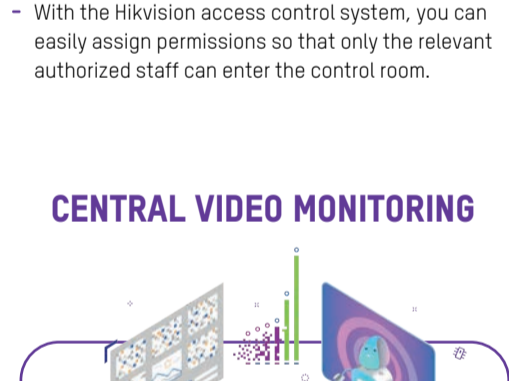 - With the Hikvision access control system, you can
easily assign permissions so that only the relevant
authorized staff can enter the control room.
CENTRAL VIDEO MONITORING